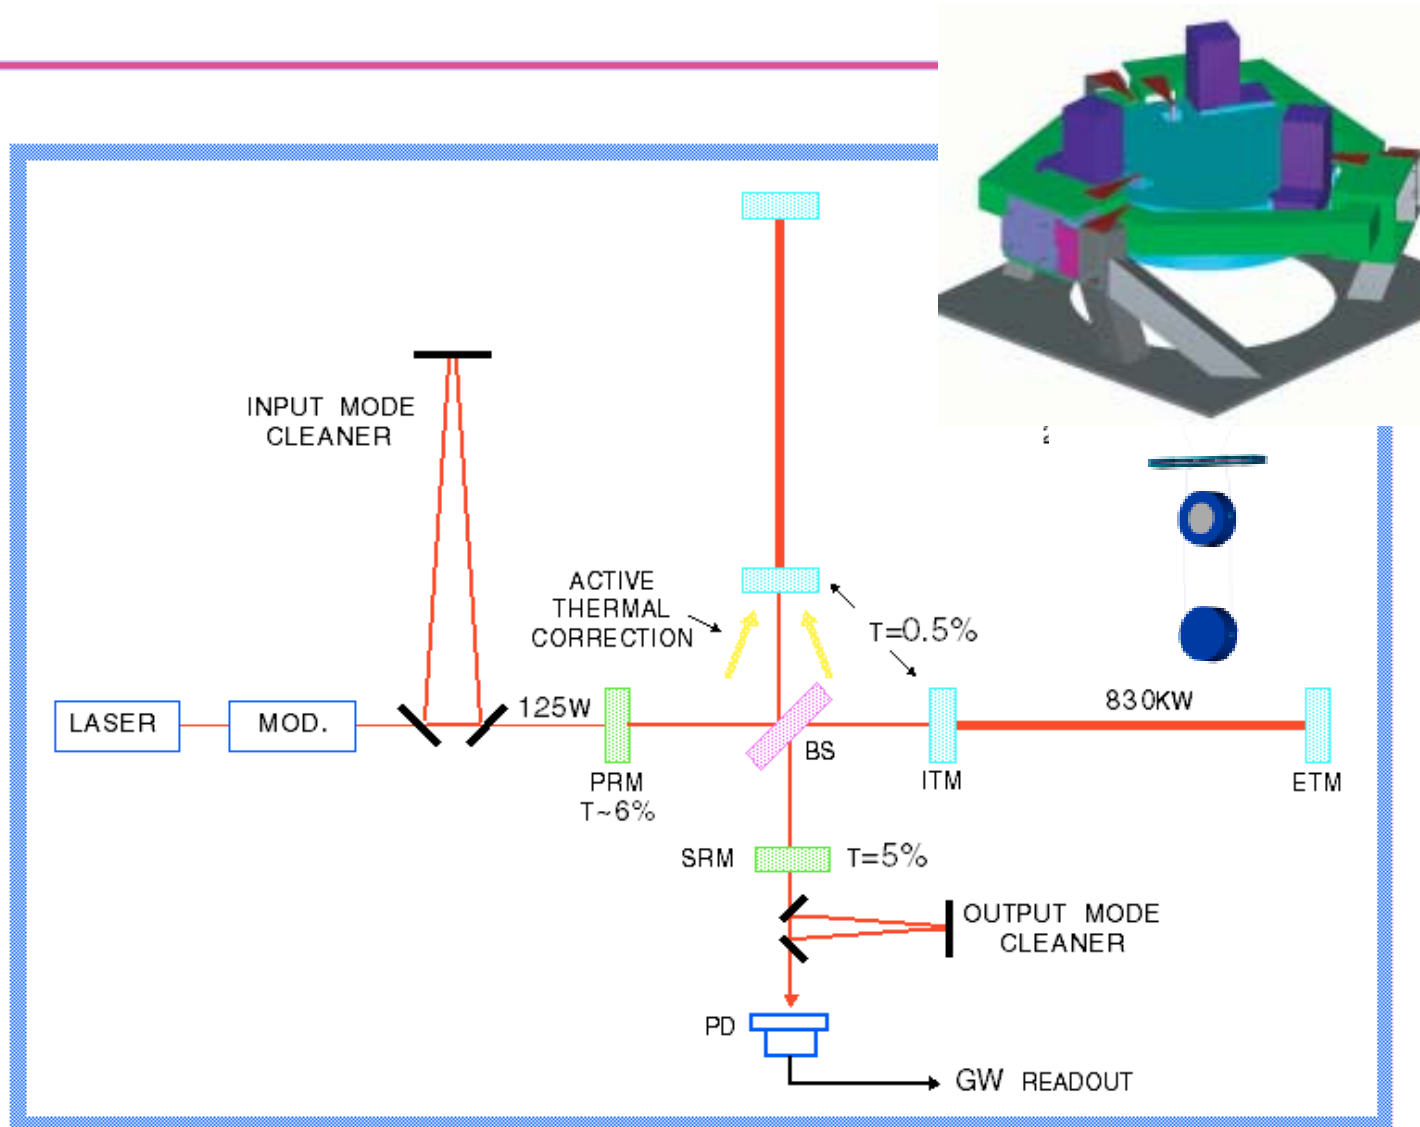 INPUT MODE
CLEANER
ACTIVE
THERMAL
CORRECTION
T=0.5%
LASER
MOD.
125W
830KW
BS
PRM
T~6%
ITM
ETM
SRM
T=5%
OUTPUT MODE
CLEANER
PD
GW READOUT